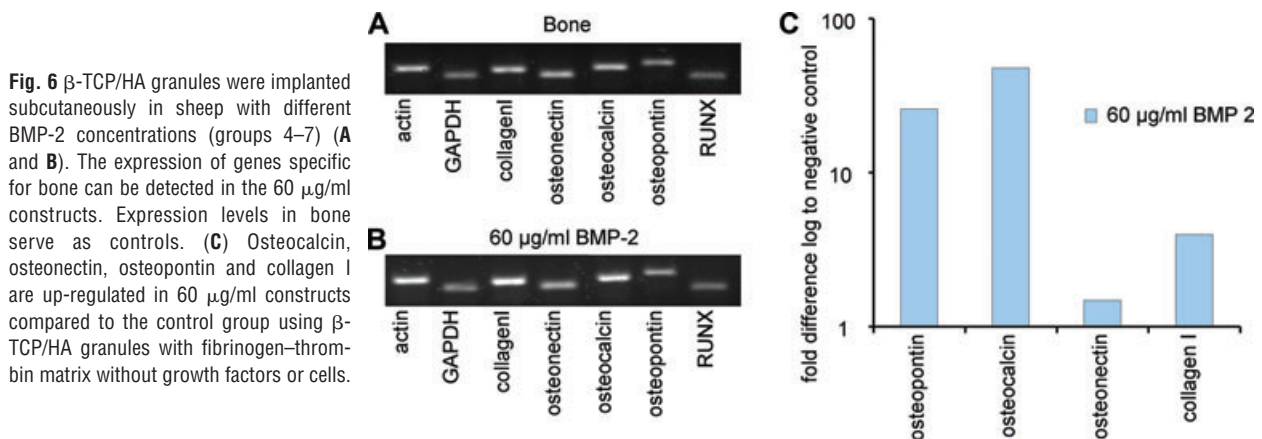 Fig. 6 β-TCP/HA granules were implanted
subcutaneously in sheep with different
BMP-2 concentrations (groups 4–7) (A
and B). The expression of genes specific
for bone can be detected in the 60 μg/ml
constructs. Expression levels in bone
serve as controls. (C) Osteocalcin,
osteonectin, osteopontin and collagen I
are up-regulated in 60 μg/ml constructs
compared to the control group using β-
TCP/HA granules with fibrinogen–throm-
bin matrix without growth factors or cells.
A
Bone
actin
GAPDH
collagenI
osteonectin
osteocalcin
osteopontin
RUNX
B
60 μg/ml BMP-2
actin
GAPDH
collagenI
osteonectin
osteocalcin
osteopontin
RUNX
C
fold difference log to negative control
100
10
1
60 μg/ml BMP 2
osteopontin
osteocalcin
osteonectin
collagen I